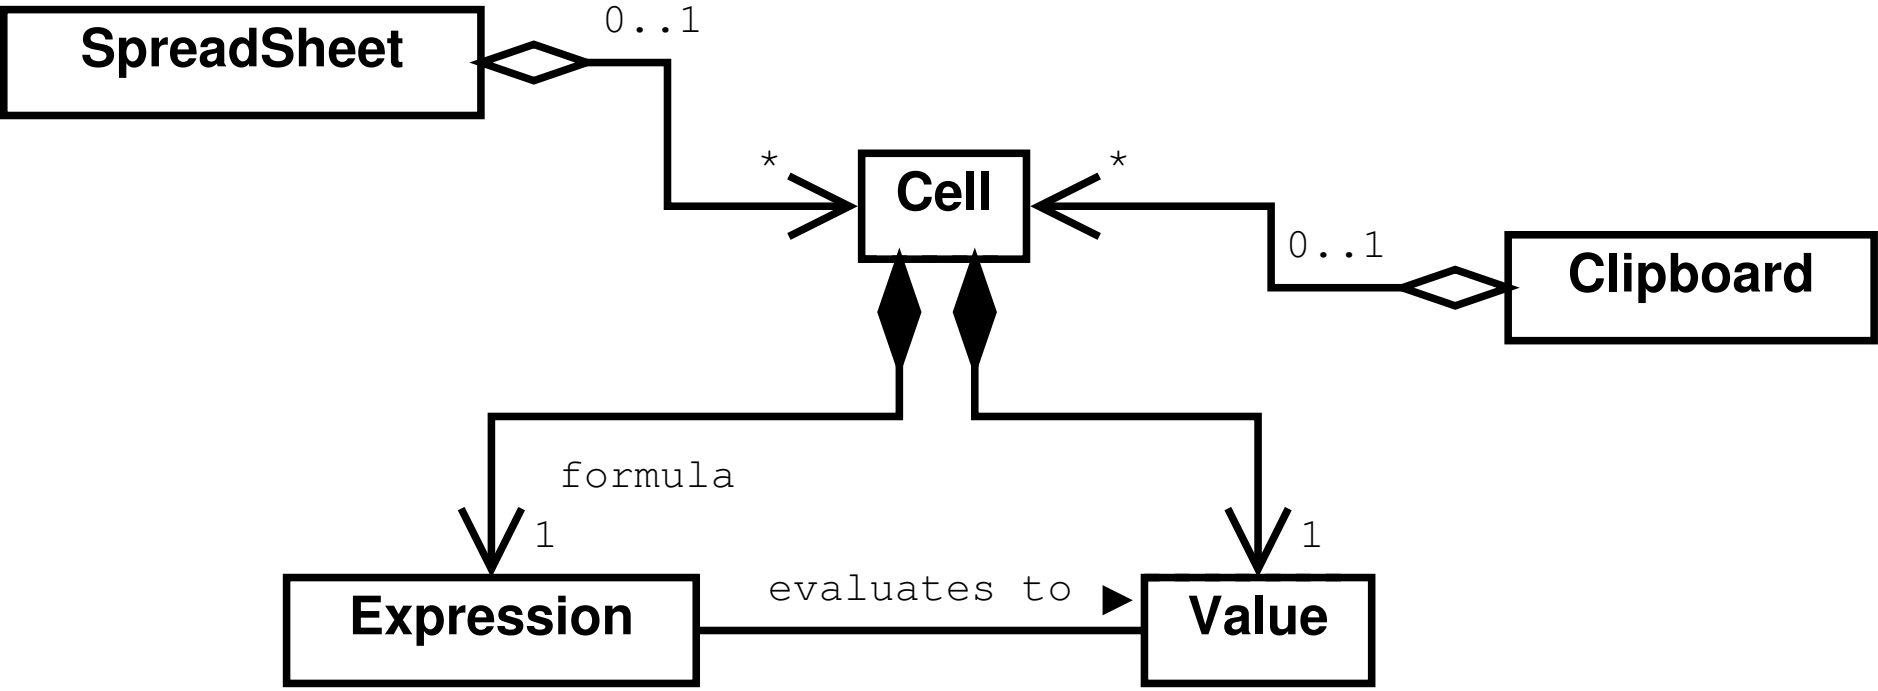 SpreadSheet
0..1
*
Cell
*
0..1
Clipboard
formula
1
1
Expression
evaluates to
Value